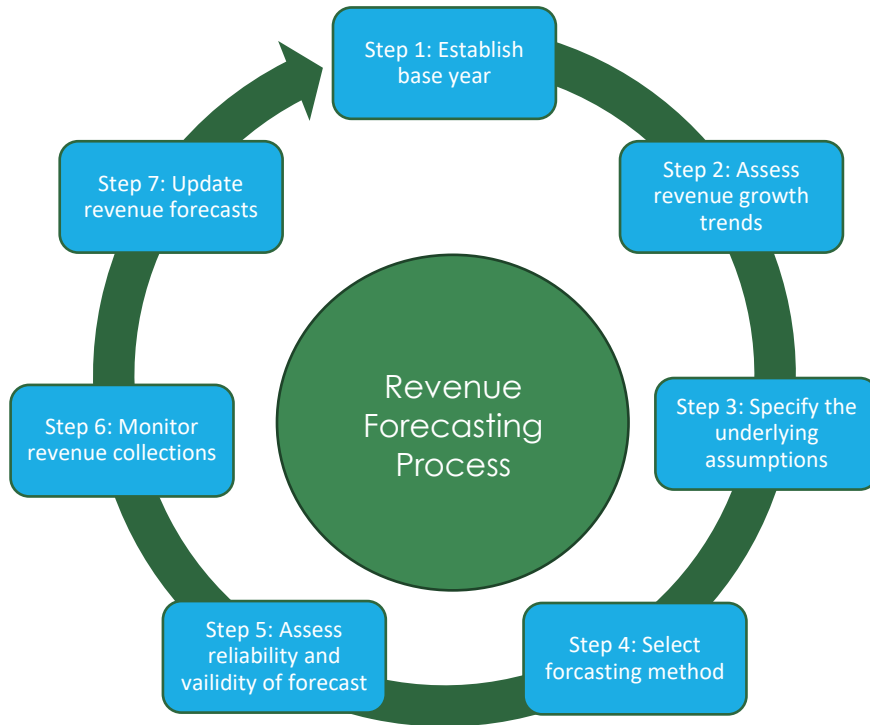 Step 1: Establish
base year
Step 2: Assess
revenue growth
trends
Step 3: Specify the
underlying
assumptions
Step 4: Select
forcasting method
Step 5: Assess
reliability and
vailidity of forecast
Step 6: Monitor
revenue collections
Step 7: Update
revenue forecasts
Revenue
Forecasting
Process